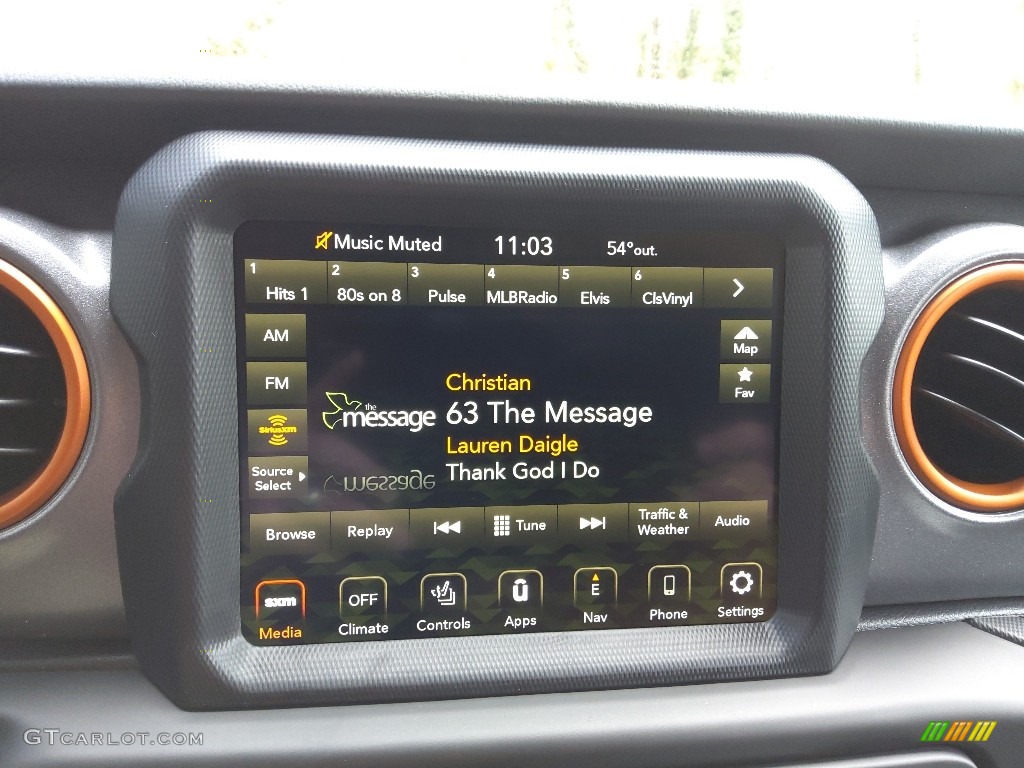 Music Muted 11:03 54°out.
1 2 3 4 5 6
Hits 1 80s on 8 Pulse MLBRadio Elvis ClsVinyl
AM
Map
FM
Fav
SiriusXM
Source
Select
the
message
Christian
63 The Message
Lauren Daigle
Thank God I Do
message
Browse Replay Tune Traffic & Weather Audio
sxm OFF E
Media Climate Controls Apps Nav Phone Settings
GTCARLOT.COM